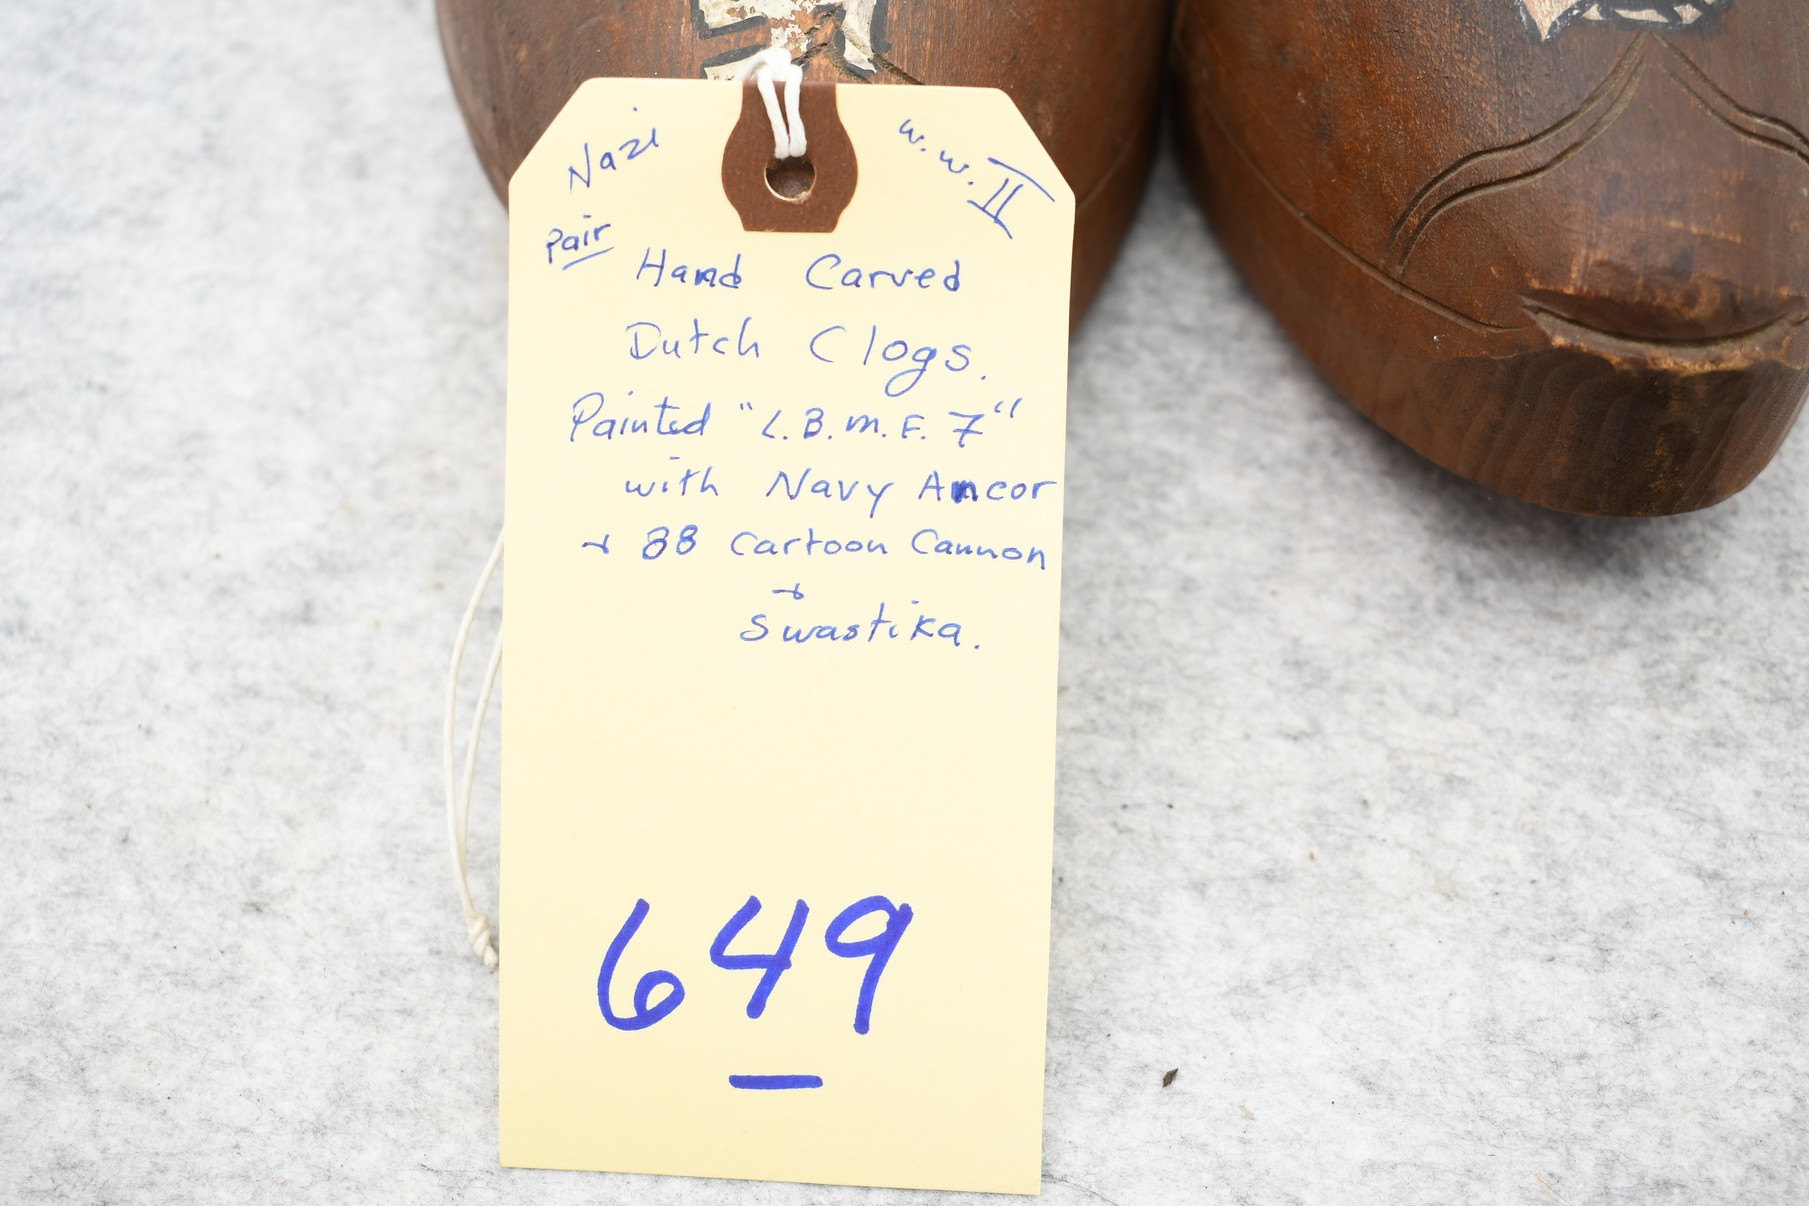 Nazi
W.W. II
Pair
Hand Carved
Dutch Clogs.
Painted "L.B.M.F. 7"
with Navy Ancor
+ 88 Cartoon Cannon
+
Swastika.
649